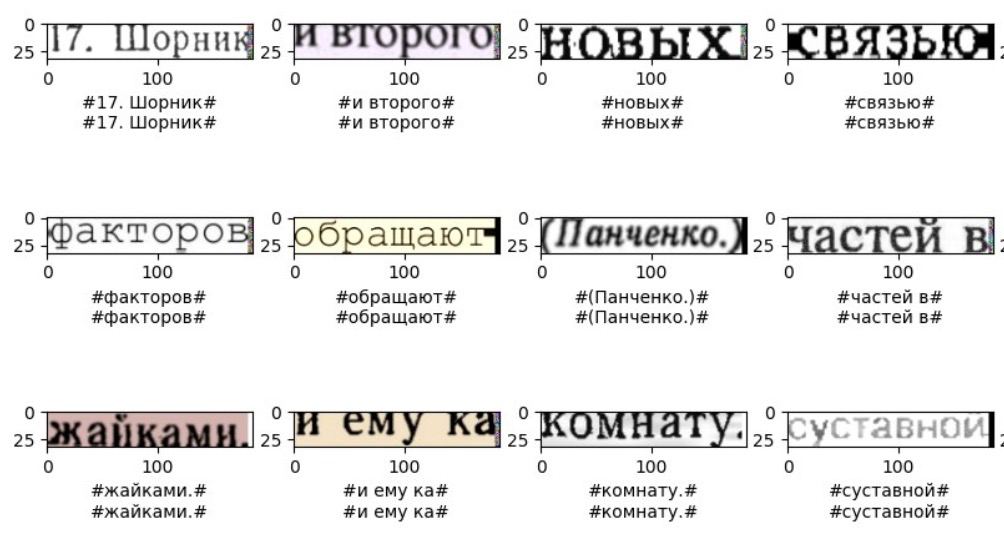 0 17. Шорник 0 и второго 0 новых 0 связью
25 25 25 25 2
0 100 0 100 0 100 0 100
#17. Шорник# #и второго# #новых# #связью#
#17. Шорник# #и второго# #новых# #связью#
0 факторов 0 обращают 0 (Панченко.) 0 частей в
25 25 25 25 2
0 100 0 100 0 100 0 100
#факторов# #обращают# #(Панченко.)# #частей в#
#факторов# #обращают# #(Панченко.)# #частей в#
0 жайками. 0 и ему ка 0 комнату. 0 суставной
25 25 25 25 2
0 100 0 100 0 100 0 100
#жайками.# #и ему ка# #комнату.# #суставной#
#жайками.# #и ему ка# #комнату.# #суставной#